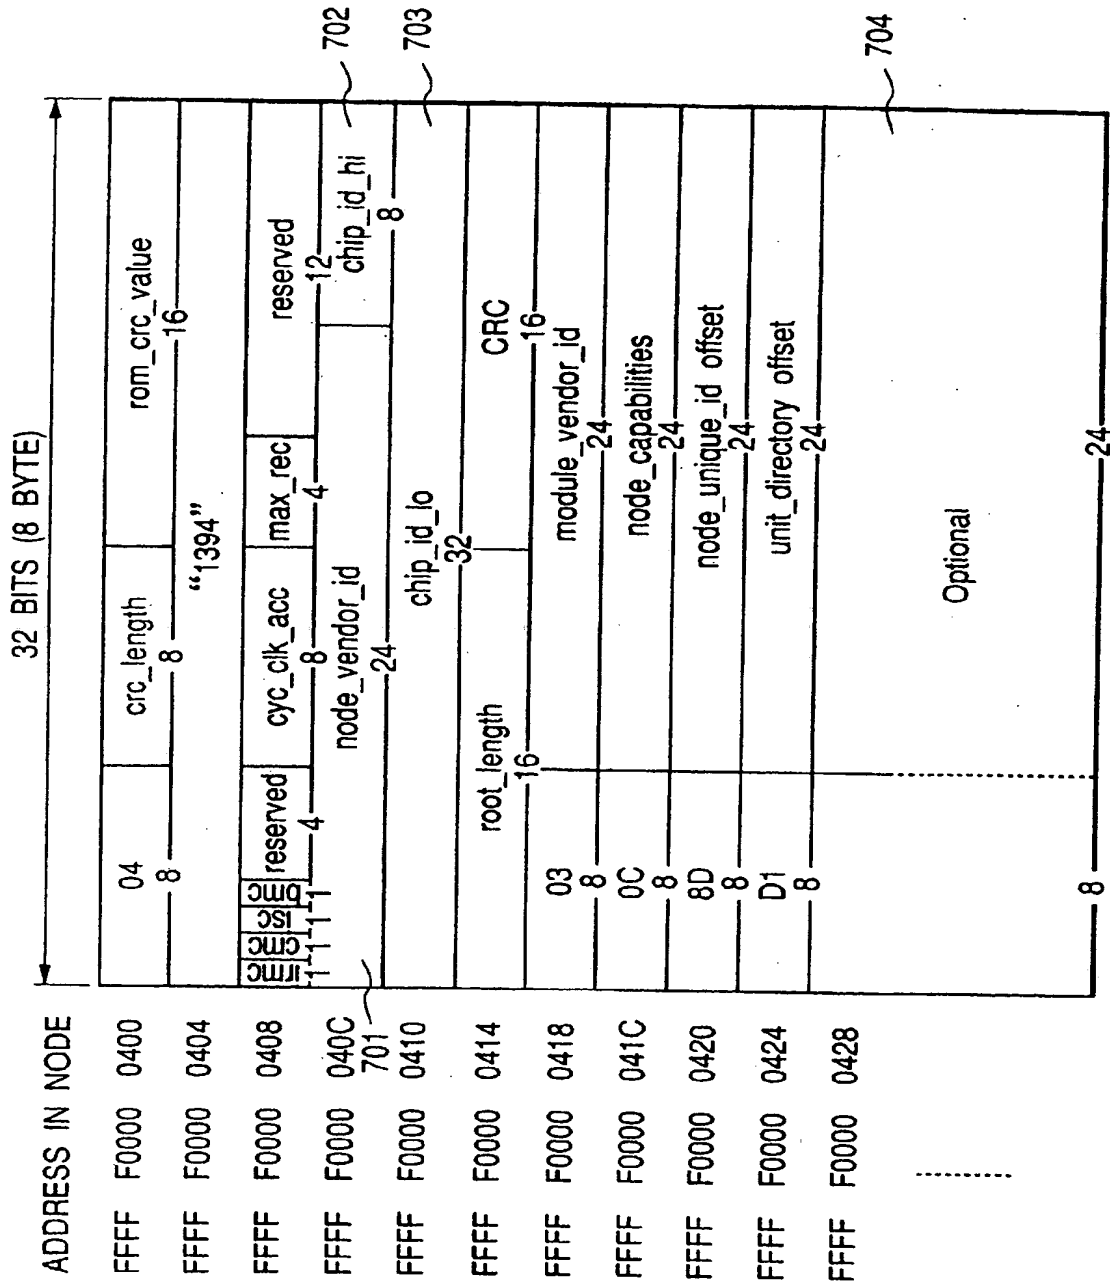 32 BITS (8 BYTE)
ADDRESS IN NODE
FFFF F0000 0400 04 crc_length rom_crc_value
8 8 16
FFFF F0000 0404 "1394"
FFFF F0000 0408 irmc cmc isc bmc reserved cyc_clk_acc max_rec reserved
1 1 1 1 4 8 4 12
FFFF F0000 040C node_vendor_id chip_id_hi 702
701 24 8
FFFF F0000 0410 chip_id_lo 703
32
FFFF F0000 0414 root_length CRC
16 16
FFFF F0000 0418 03 module_vendor_id
8 24
FFFF F0000 041C 0C node_capabilities
8 24
FFFF F0000 0420 8D node_unique_id offset
8 24
FFFF F0000 0424 D1 unit_directory offset
8 24
FFFF F0000 0428 Optional 704
8 24